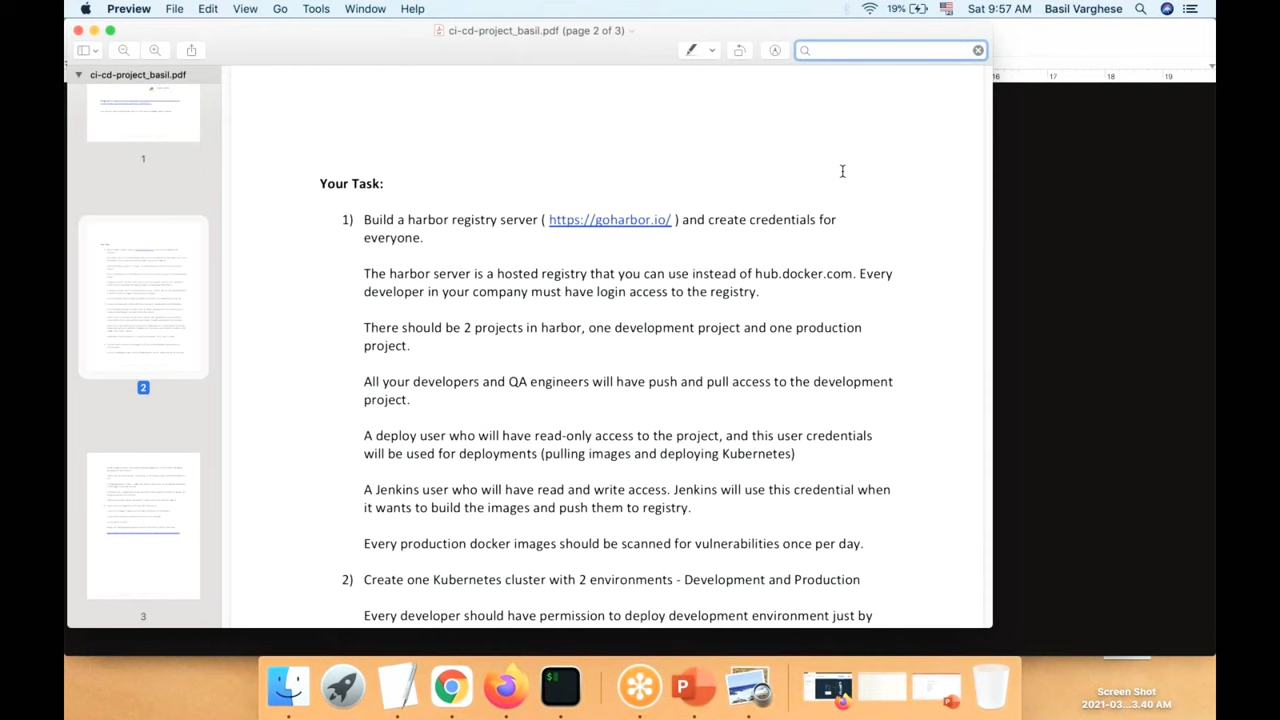 Preview File Edit View Go Tools Window Help 19% Sat 9:57 AM Basil Varghese
ci-cd-project_basil.pdf (page 2 of 3)
ci-cd-project_basil.pdf
16 17 18 19
1
2
3
Your Task:
1) Build a harbor registry server ( https://goharbor.io/ ) and create credentials for
everyone.
The harbor server is a hosted registry that you can use instead of hub.docker.com. Every
developer in your company must have login access to the registry.
There should be 2 projects in harbor, one development project and one production
project.
All your developers and QA engineers will have push and pull access to the development
project.
A deploy user who will have read-only access to the project, and this user credentials
will be used for deployments (pulling images and deploying Kubernetes)
A Jenkins user who will have read and write access. Jenkins will use this credential when
it wants to build the images and push them to registry.
Every production docker images should be scanned for vulnerabilities once per day.
2) Create one Kubernetes cluster with 2 environments - Development and Production
Every developer should have permission to deploy development environment just by
$
P
Screen Shot
2021-03...3.40 AM